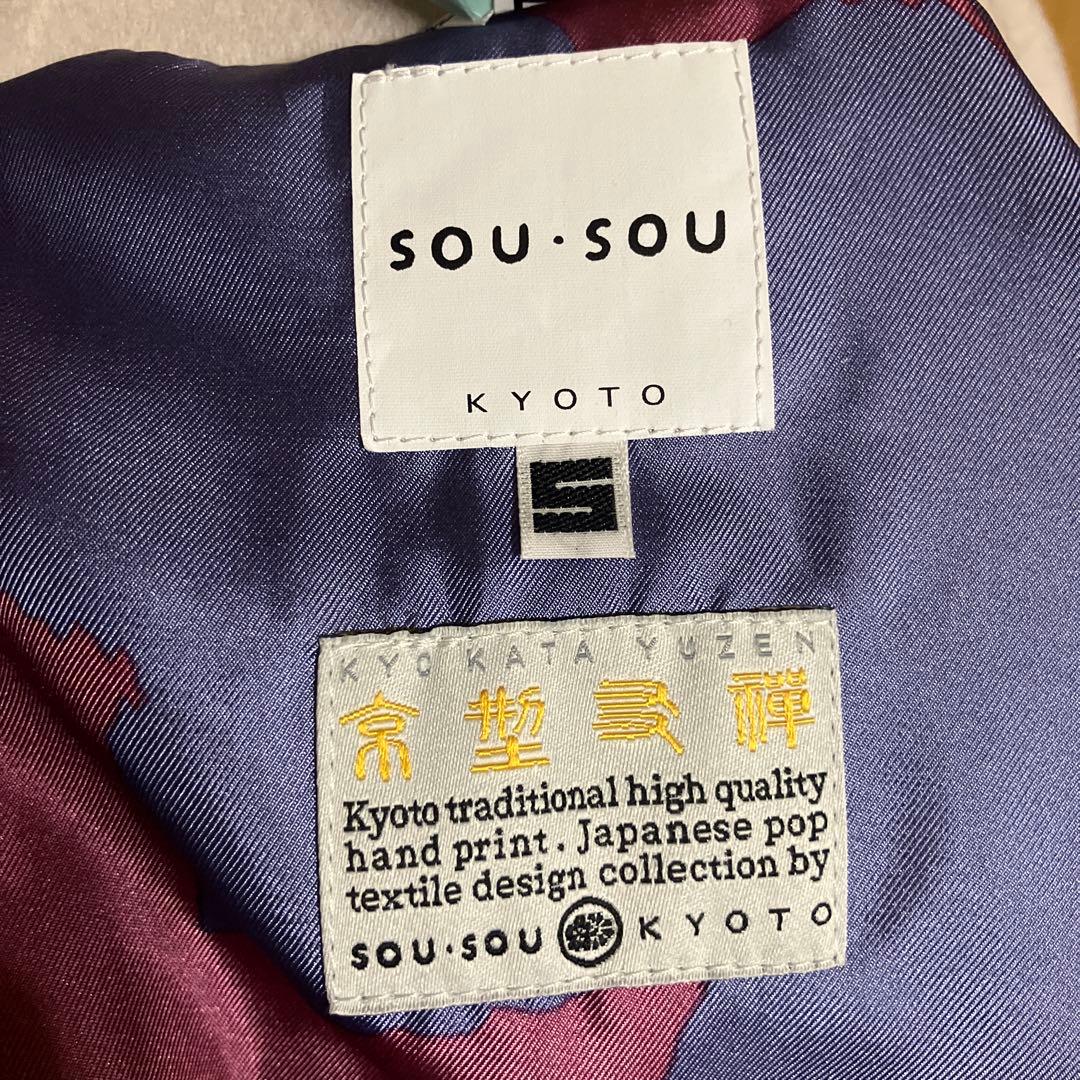 SOU・SOU
KYOTO
S
KYO KATA YUZEN
京型友禅
Kyoto traditional high quality
hand print. Japanese pop
textile design collection by
SOU・SOU KYOTO